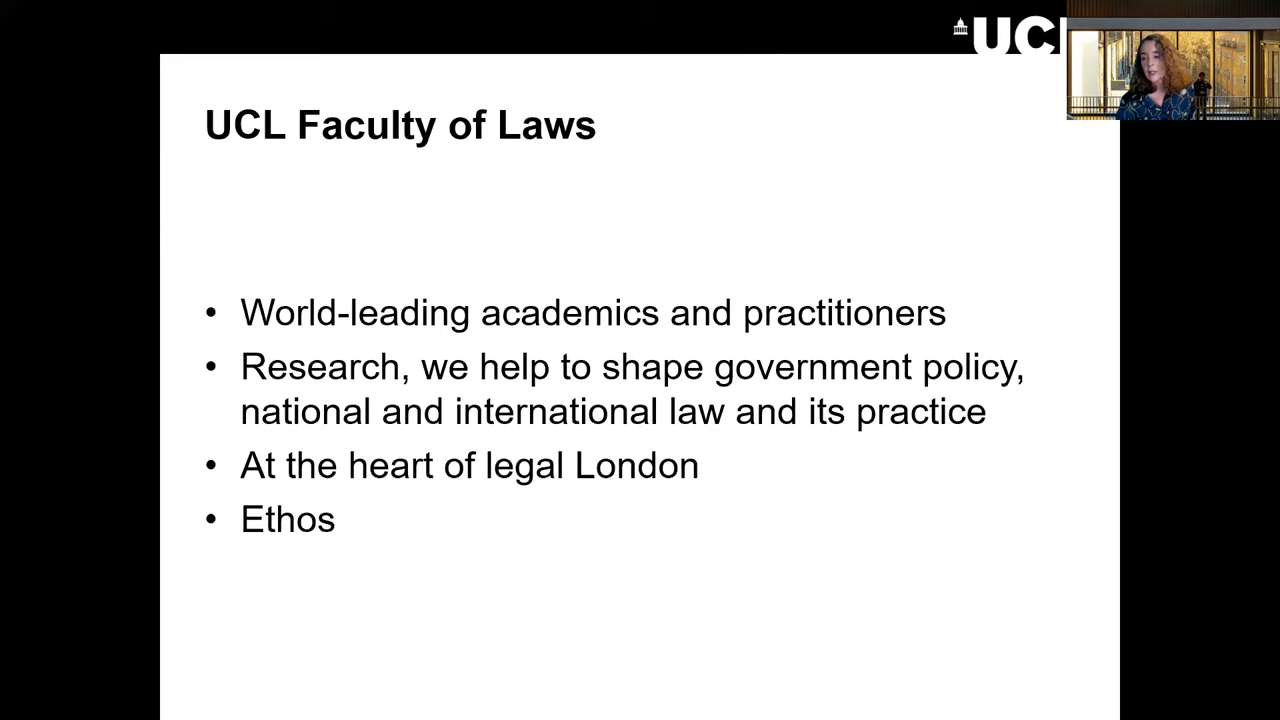 UCL
UCL Faculty of Laws
• World-leading academics and practitioners
• Research, we help to shape government policy,
national and international law and its practice
• At the heart of legal London
• Ethos